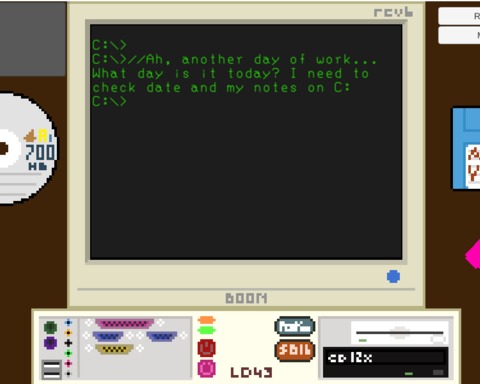 rcvb
C:\>
C:\>//Ah, another day of work...
What day is it today? I need to
check date and my notes on C:
C:\>
700
MB
BOOM
cd 12x
LD43